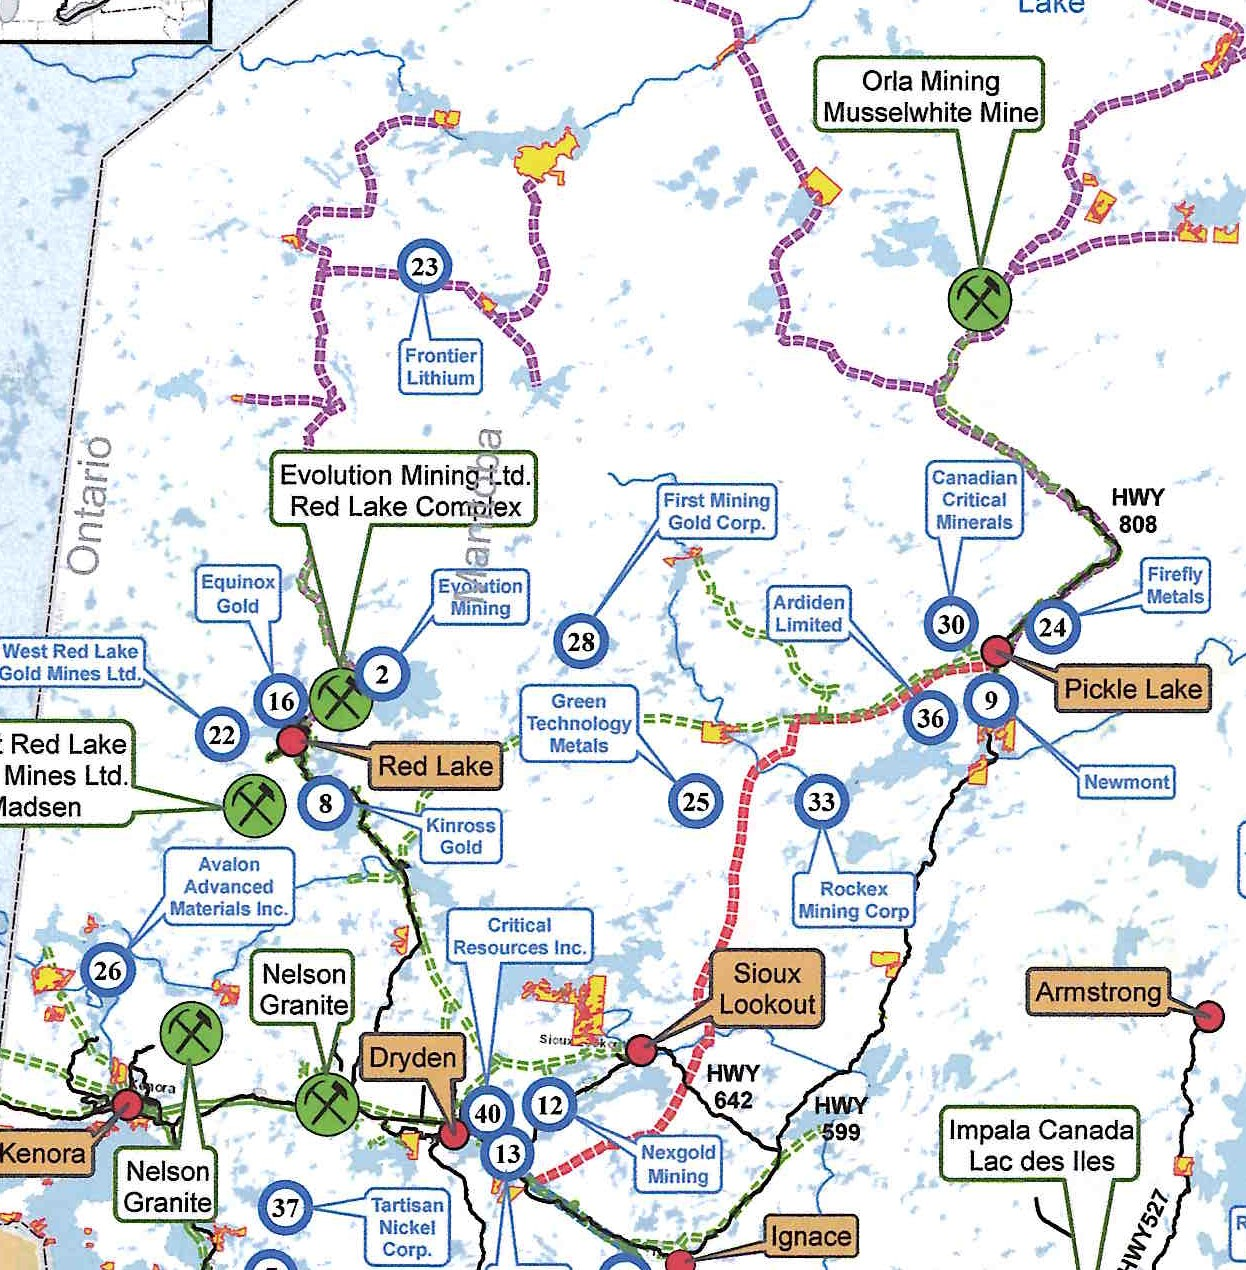 Lake
Orla Mining
Musselwhite Mine
23
Frontier
Lithium
Ontario
Manitoba
Evolution Mining Ltd.
Red Lake Complex
First Mining
Gold Corp.
Canadian
Critical
Minerals
HWY
808
Equinox
Gold
Evolution
Mining
Ardiden
Limited
Firefly
Metals
28
30
24
West Red Lake
Gold Mines Ltd.
2
16
22
Pickle Lake
Green
Technology
Metals
36
9
Red Lake
Mines Ltd.
Madsen
Red Lake
Newmont
8
25
33
Kinross
Gold
Avalon
Advanced
Materials Inc.
Rockex
Mining Corp
Critical
Resources Inc.
26
Nelson
Granite
Sioux
Lookout
Armstrong
Dryden
Kenora
HWY
642
40
12
HWY
599
13
Kenora
Nelson
Granite
Nexgold
Mining
Impala Canada
Lac des Iles
37
Tartisan
Nickel
Corp.
Ignace
HWY527